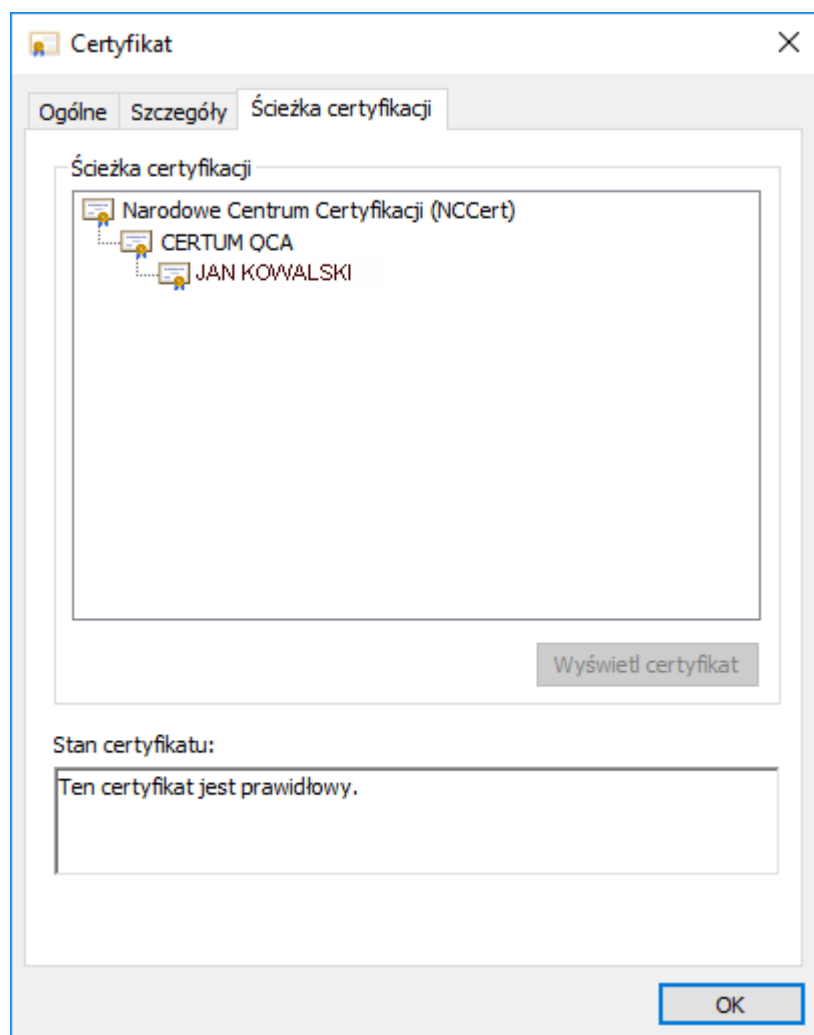 Certyfikat
Ogólne Szczegóły Ścieżka certyfikacji
Ścieżka certyfikacji
Narodowe Centrum Certyfikacji (NCCert)
CERTUM QCA
JAN KOWALSKI
Wyświetl certyfikat
Stan certyfikatu:
Ten certyfikat jest prawidłowy.
OK